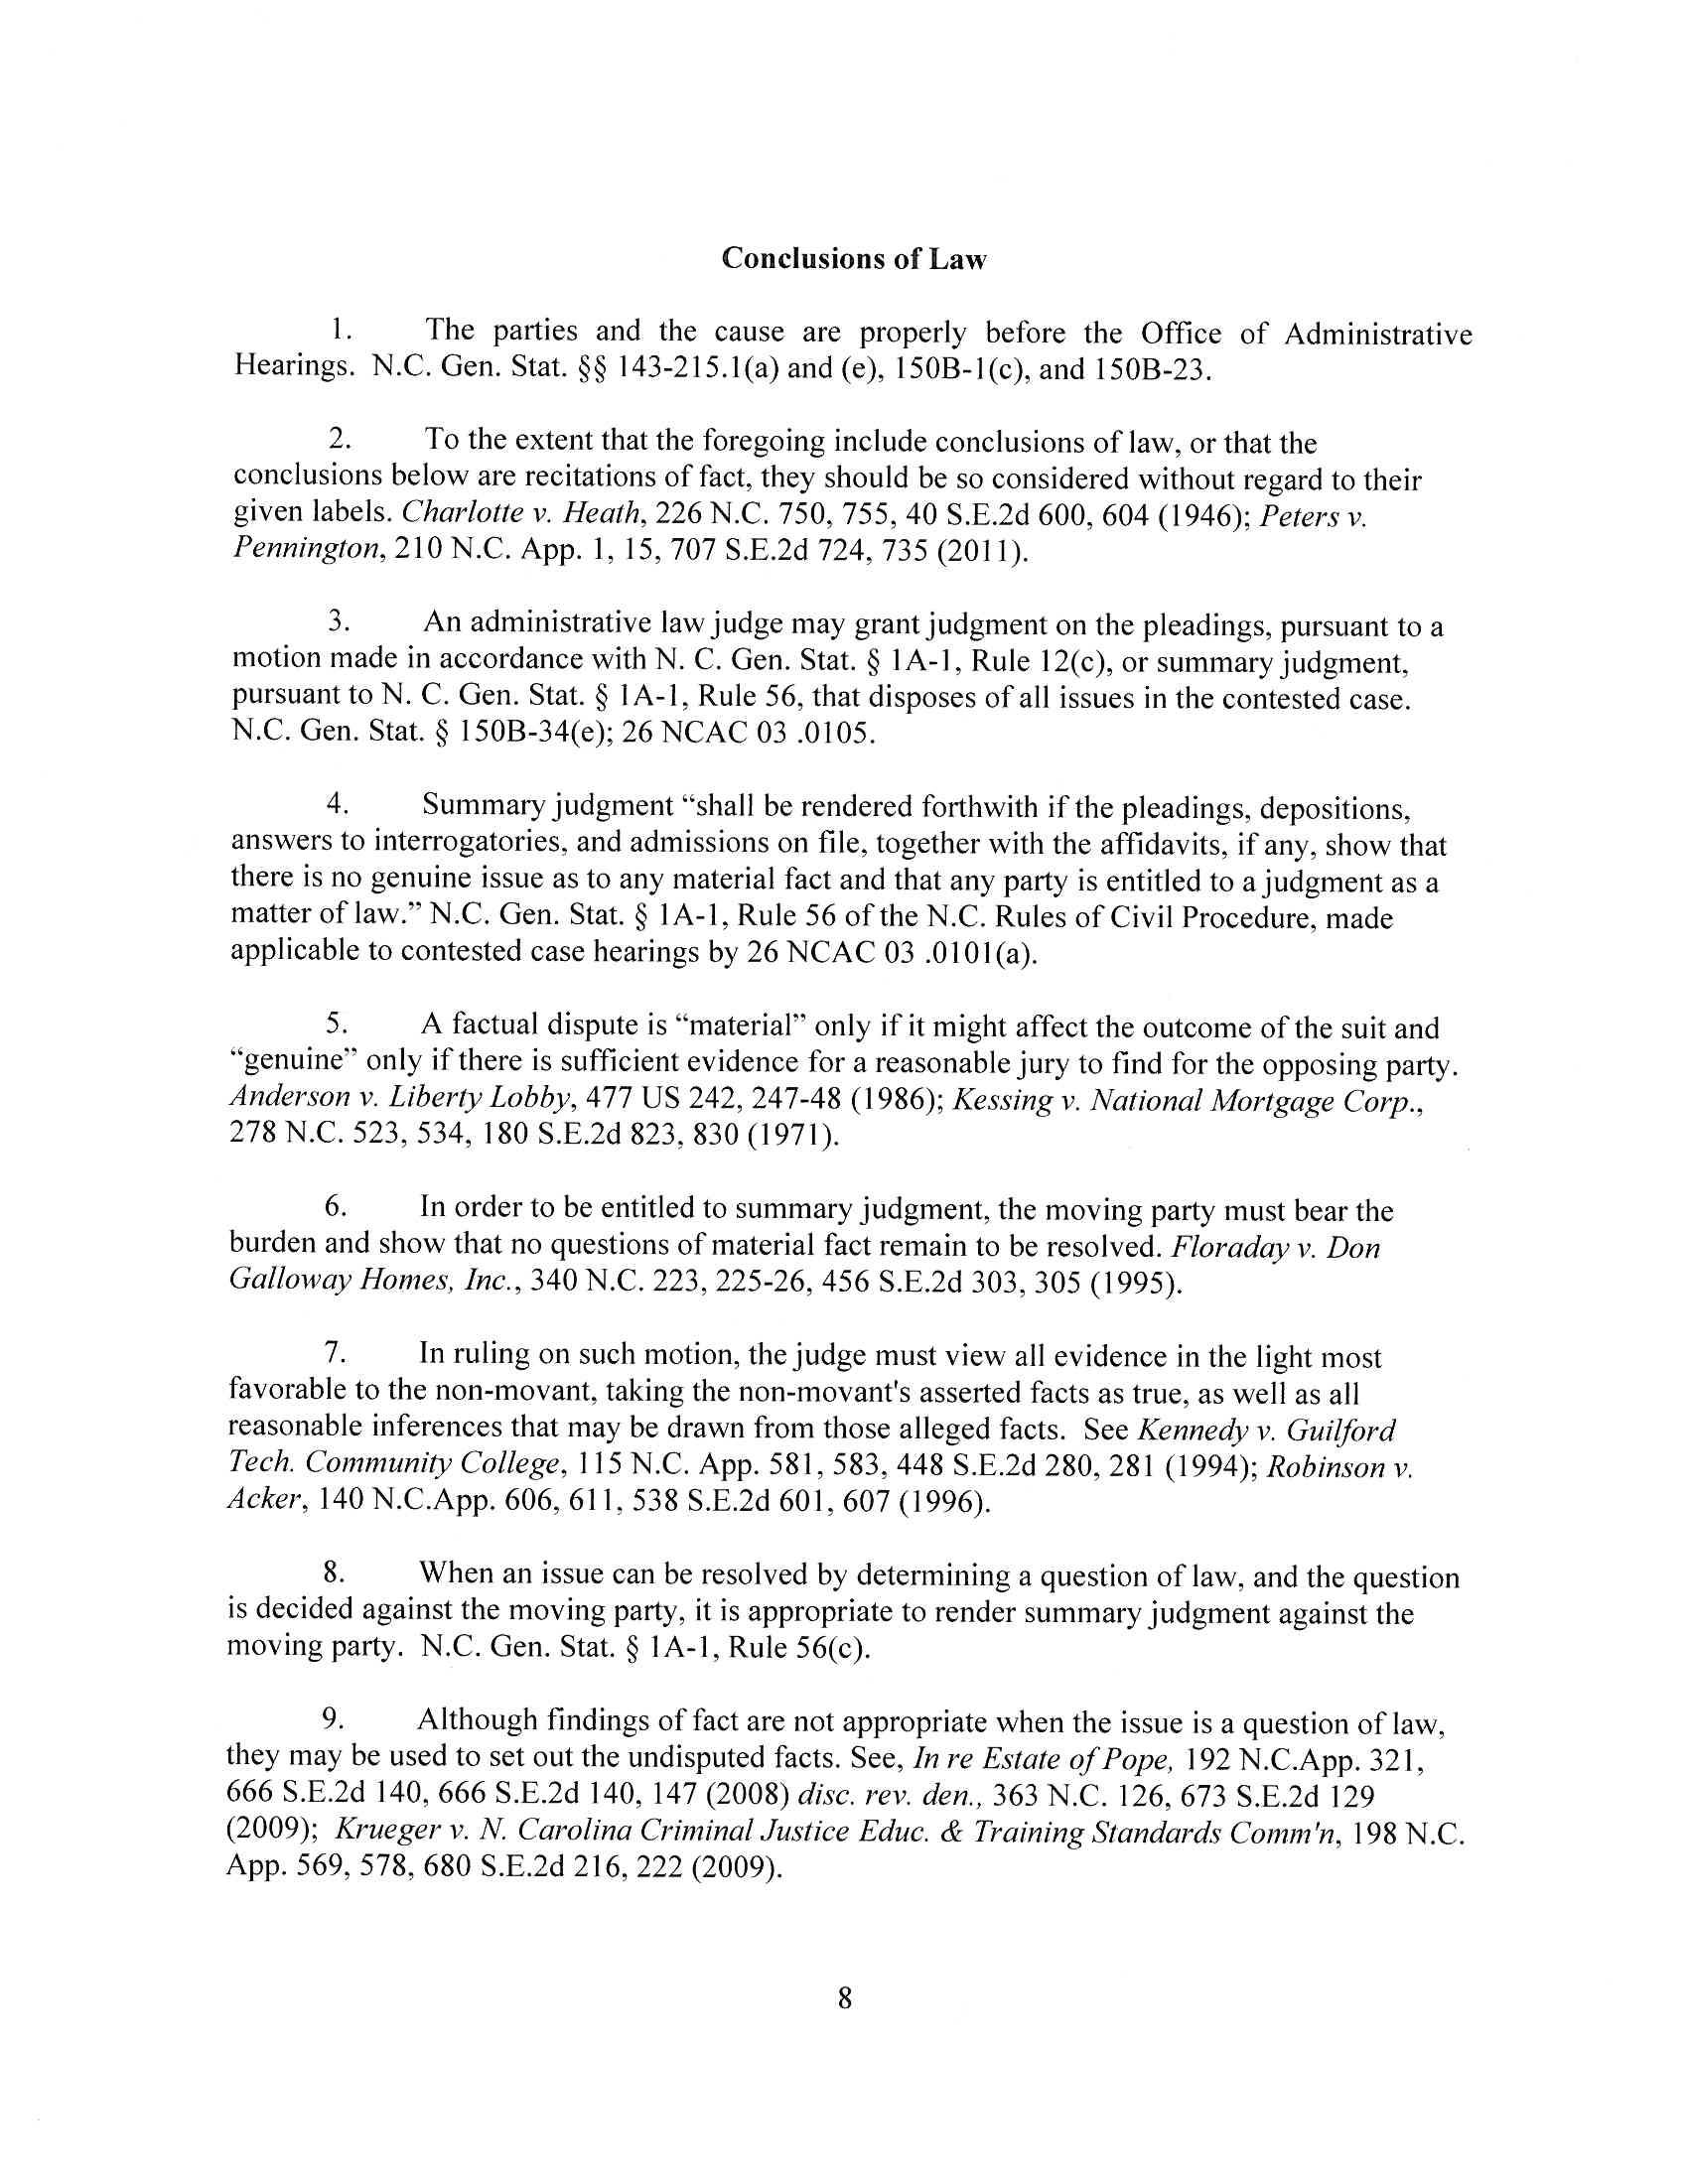 Conclusions of Law
1. The parties and the cause are properly before the Office of Administrative
Hearings. N.C. Gen. Stat. §§ 143-215.1(a) and (e), 150B-1(c), and 150B-23.
2. To the extent that the foregoing include conclusions of law, or that the
conclusions below are recitations of fact, they should be so considered without regard to their
given labels. Charlotte v. Heath, 226 N.C. 750, 755, 40 S.E.2d 600, 604 (1946); Peters v.
Pennington, 210 N.C. App. 1, 15, 707 S.E.2d 724, 735 (2011).
3. An administrative law judge may grant judgment on the pleadings, pursuant to a
motion made in accordance with N. C. Gen. Stat. § 1A-1, Rule 12(c), or summary judgment,
pursuant to N. C. Gen. Stat. § 1A-1, Rule 56, that disposes of all issues in the contested case.
N.C. Gen. Stat. § 150B-34(e); 26 NCAC 03 .0105.
4. Summary judgment “shall be rendered forthwith if the pleadings, depositions,
answers to interrogatories, and admissions on file, together with the affidavits, if any, show that
there is no genuine issue as to any material fact and that any party is entitled to a judgment as a
matter of law.” N.C. Gen. Stat. § 1A-1, Rule 56 of the N.C. Rules of Civil Procedure, made
applicable to contested case hearings by 26 NCAC 03 .0101(a).
5. A factual dispute is “material” only if it might affect the outcome of the suit and
“genuine” only if there is sufficient evidence for a reasonable jury to find for the opposing party.
Anderson v. Liberty Lobby, 477 US 242, 247-48 (1986); Kessing v. National Mortgage Corp.,
278 N.C. 523, 534, 180 S.E.2d 823, 830 (1971).
6. In order to be entitled to summary judgment, the moving party must bear the
burden and show that no questions of material fact remain to be resolved. Floraday v. Don
Galloway Homes, Inc., 340 N.C. 223, 225-26, 456 S.E.2d 303, 305 (1995).
7. In ruling on such motion, the judge must view all evidence in the light most
favorable to the non-movant, taking the non-movant's asserted facts as true, as well as all
reasonable inferences that may be drawn from those alleged facts. See Kennedy v. Guilford
Tech. Community College, 115 N.C. App. 581, 583, 448 S.E.2d 280, 281 (1994); Robinson v.
Acker, 140 N.C.App. 606, 611, 538 S.E.2d 601, 607 (1996).
8. When an issue can be resolved by determining a question of law, and the question
is decided against the moving party, it is appropriate to render summary judgment against the
moving party. N.C. Gen. Stat. § 1A-1, Rule 56(c).
9. Although findings of fact are not appropriate when the issue is a question of law,
they may be used to set out the undisputed facts. See, In re Estate of Pope, 192 N.C.App. 321,
666 S.E.2d 140, 666 S.E.2d 140, 147 (2008) disc. rev. den., 363 N.C. 126, 673 S.E.2d 129
(2009); Krueger v. N. Carolina Criminal Justice Educ. & Training Standards Comm'n, 198 N.C.
App. 569, 578, 680 S.E.2d 216, 222 (2009).
8